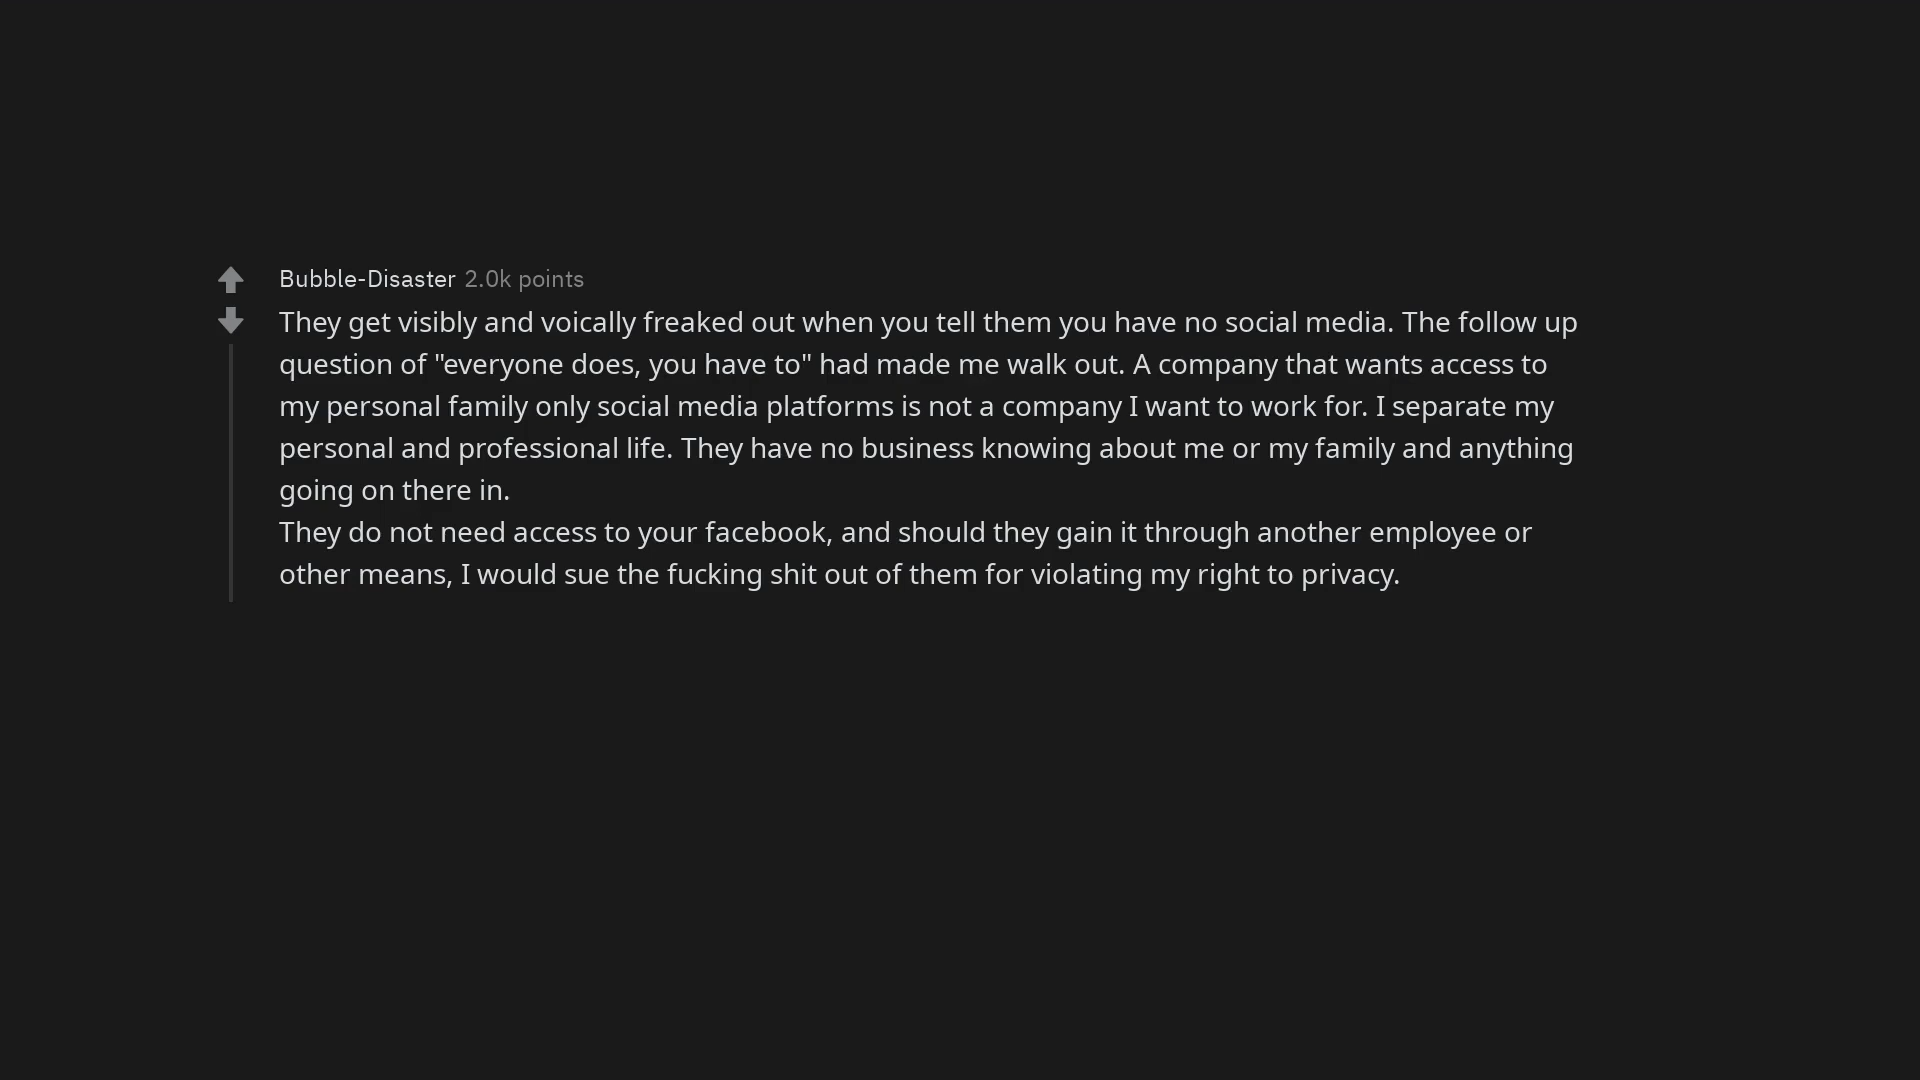 Bubble-Disaster 2.0k points
They get visibly and voically freaked out when you tell them you have no social media. The follow up
question of "everyone does, you have to" had made me walk out. A company that wants access to
my personal family only social media platforms is not a company I want to work for. I separate my
personal and professional life. They have no business knowing about me or my family and anything
going on there in.
They do not need access to your facebook, and should they gain it through another employee or
other means, I would sue the fucking shit out of them for violating my right to privacy.